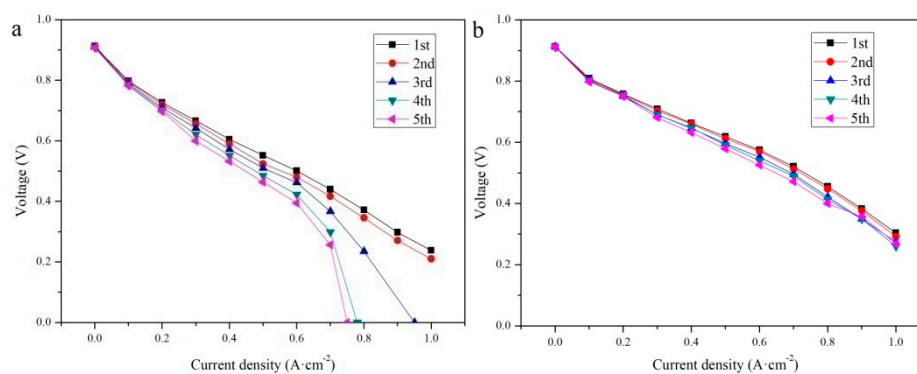 a
1.0
0.8
0.6
0.4
0.2
0.0
Voltage (V)
1st
2nd
3rd
4th
5th
0.0 0.2 0.4 0.6 0.8 1.0
Current density (A·cm⁻²)
b
1.0
0.8
0.6
0.4
0.2
0.0
Voltage (V)
1st
2nd
3rd
4th
5th
0.0 0.2 0.4 0.6 0.8 1.0
Current density (A·cm⁻²)